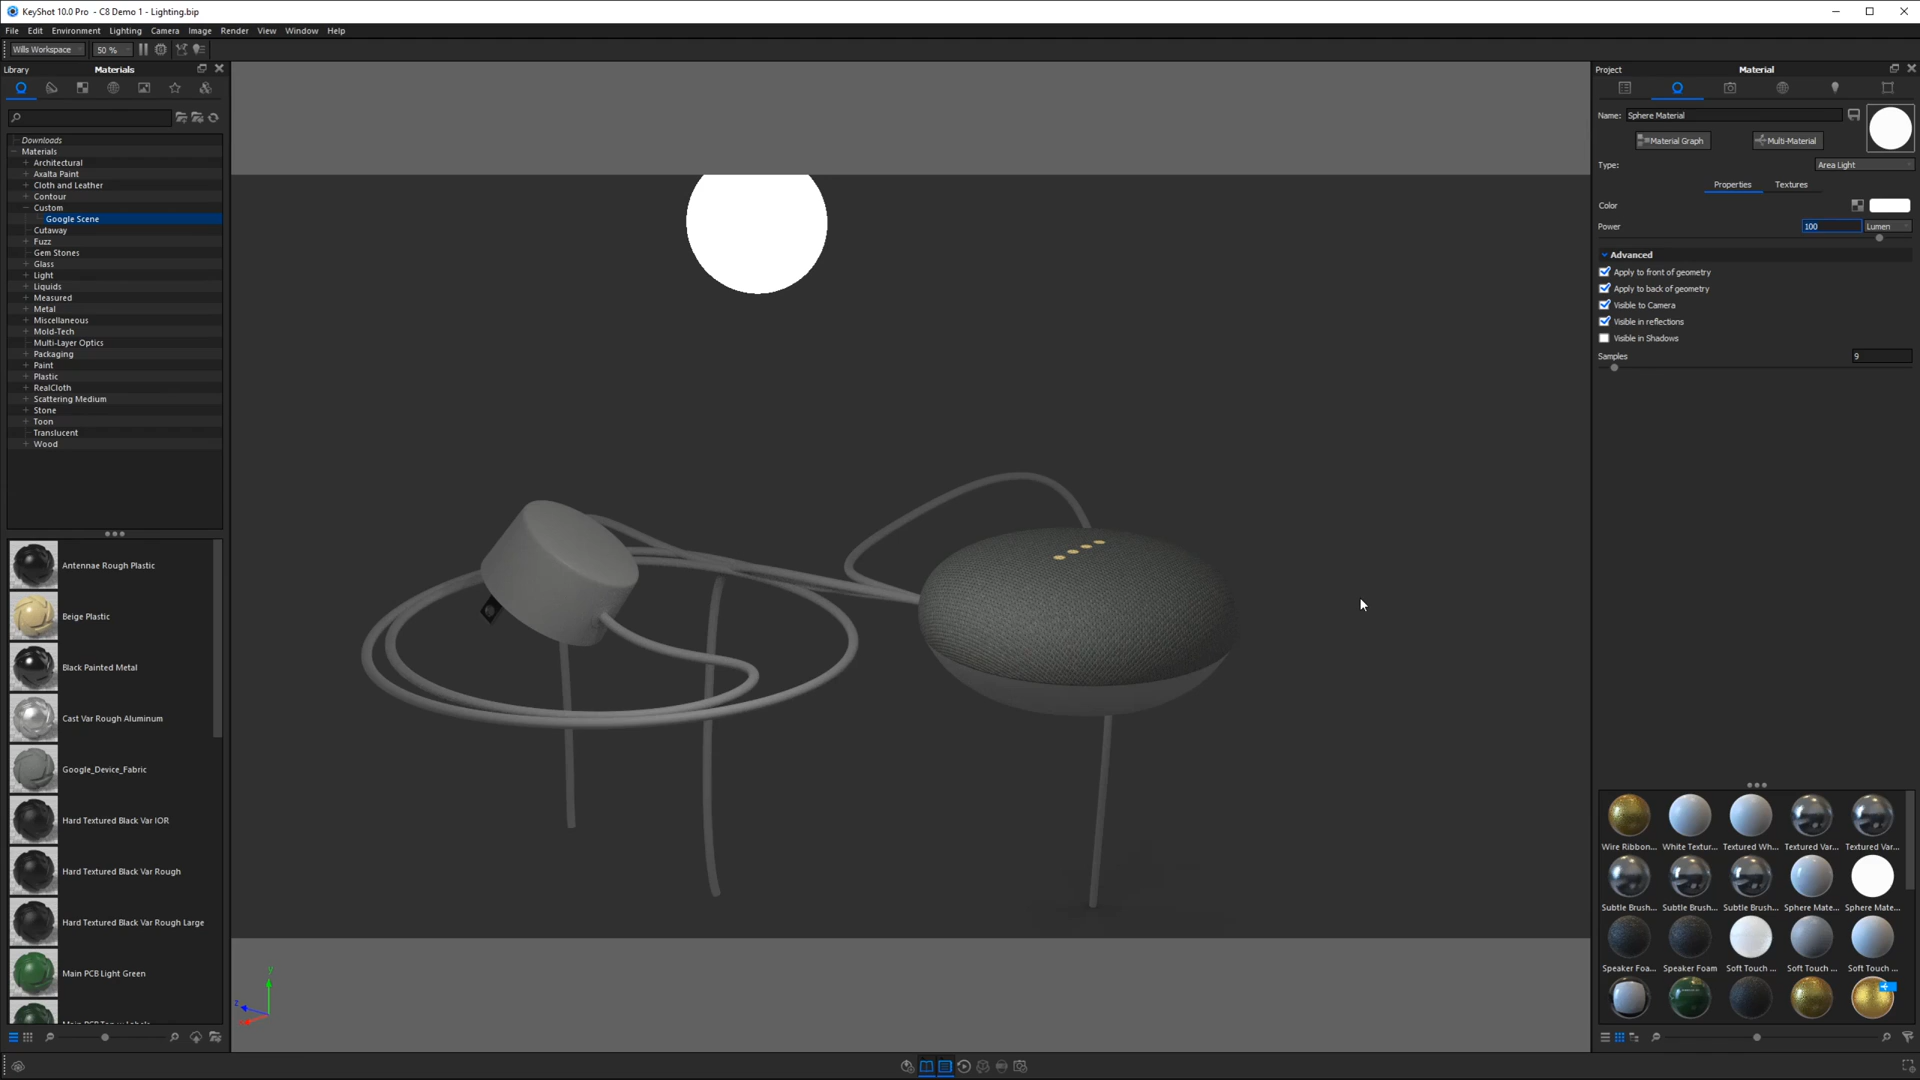 KeyShot 10.0 Pro - C8 Demo 1 - Lighting.bip
File Edit Environment Lighting Camera Image Render View Window Help
Wills Workspace 50 %
Library Materials
Downloads
Materials
Architectural
Axalta Paint
Cloth and Leather
Contour
Custom
Google Scene
Cutaway
Fuzz
Gem Stones
Glass
Light
Liquids
Measured
Metal
Miscellaneous
Mold-Tech
Multi-Layer Optics
Packaging
Paint
Plastic
RealCloth
Scattering Medium
Stone
Toon
Translucent
Wood
Antennae Rough Plastic
Beige Plastic
Black Painted Metal
Cast Var Rough Aluminum
Google_Device_Fabric
Hard Textured Black Var IOR
Hard Textured Black Var Rough
Hard Textured Black Var Rough Large
Main PCB Light Green
y
z
Project Material
Name: Sphere Material
Material Graph Multi-Material
Type: Area Light
Properties Textures
Color
Power 100 Lumen
Advanced
Apply to front of geometry
Apply to back of geometry
Visible to Camera
Visible in reflections
Visible in Shadows
Samples 9
Wire Ribbon... White Textur... Textured Wh... Textured Var... Textured Var...
Subtle Brush... Subtle Brush... Subtle Brush... Sphere Mate... Sphere Mate...
Speaker Foa... Speaker Foam Soft Touch ... Soft Touch ... Soft Touch ...